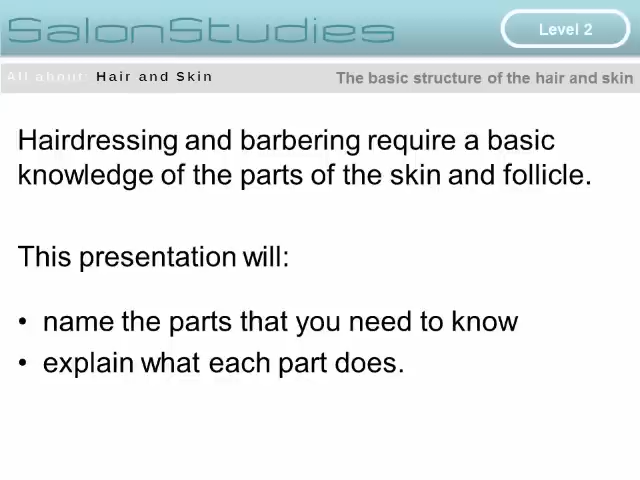 SalonStudies
Level 2
All about: Hair and Skin
The basic structure of the hair and skin
Hairdressing and barbering require a basic
knowledge of the parts of the skin and follicle.
This presentation will:
• name the parts that you need to know
• explain what each part does.